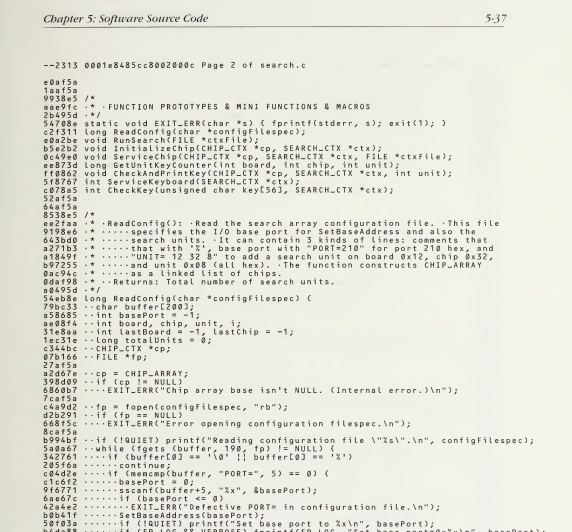 Chapter 5: Software Source Code 5-37
--2313 0001e8485cc8002000c Page 2 of search.c
e0af5a
1aaf5a
9938e5 /*
aae9fc ·* ·FUNCTION PROTOTYPES & MINI FUNCTIONS & MACROS
2b495d ·*/
54708e static void EXIT_ERR(char *s) { fprintf(stderr, s); exit(1); }
c2f311 long ReadConfig(char *configFilespec);
e0a2be void RunSearch(FILE *ctxFile);
b5e2b2 void InitializeChip(CHIP_CTX *cp, SEARCH_CTX *ctx);
0c49e0 void ServiceChip(CHIP_CTX *cp, SEARCH_CTX *ctx, FILE *ctxFile);
ee873d long GetUnitKeyCounter(int board, int chip, int unit);
ff0862 void CheckAndPrintKey(CHIP_CTX *cp, SEARCH_CTX *ctx, int unit);
5f8767 int ServiceKeyboard(SEARCH_CTX *ctx);
c078a5 int CheckKey(unsigned char key[56], SEARCH_CTX *ctx);
52af5a
64af5a
8538e5 /*
ee2faa ·* ·ReadConfig(): ·Read the search array configuration file. ·This file
9198e6 ·* ·····specifies the I/O base port for SetBaseAddress and also the
643bd0 ·* ·····search units. ·It can contain 3 kinds of lines: comments that
a271b3 ·* ·····that with '%', base port with "PORT=210" for port 210 hex, and
a1849f ·* ·····"UNIT= 12 32 8" to add a search unit on board 0x12, chip 0x32,
b97255 ·* ·····and unit 0x08 (all hex). ·The function constructs CHIP_ARRAY
0ac94c ·* ·····as a linked list of chips.
0daf98 ·* ··Returns: Total number of search units.
a0495d ·*/
54eb8e long ReadConfig(char *configFilespec) {
79bc33 ··char buffer[200];
a58685 ··int basePort = -1;
ae08f4 ··int board, chip, unit, i;
31e8aa ··int lastBoard = -1, lastChip = -1;
1ec31e ··long totalUnits = 0;
c344bc ··CHIP_CTX *cp;
07b166 ··FILE *fp;
27af5a
a2d67e ··cp = CHIP_ARRAY;
398d09 ··if (cp != NULL)
6860b7 ····EXIT_ERR("Chip array base isn't NULL. (Internal error.)\n");
7caf5a
c4a9d2 ··fp = fopen(configFilespec, "rb");
d2b291 ··if (fp == NULL)
668f5c ····EXIT_ERR("Error opening configuration filespec.\n");
8caf5a
b994bf ··if (!QUIET) printf("Reading configuration file \"%s\".\n", configFilespec);
5a0a67 ··while (fgets (buffer, 190, fp) != NULL) {
342761 ····if (buffer[0] == '\0' || buffer[0] == '%')
205f6a ······continue;
c04d2e ····if (memcmp(buffer, "PORT=", 5) == 0) {
c1c6f2 ······basePort = 0;
9f6771 ······sscanf(buffer+5, "%x", &basePort);
6ae67c ······if (basePort <= 0)
42a4e2 ········EXIT_ERR("Defective PORT= in configuration file.\n");
b0b41f ······SetBaseAddress(basePort);
50f03a ······if (!QUIET) printf("Set base port to %x\n", basePort);